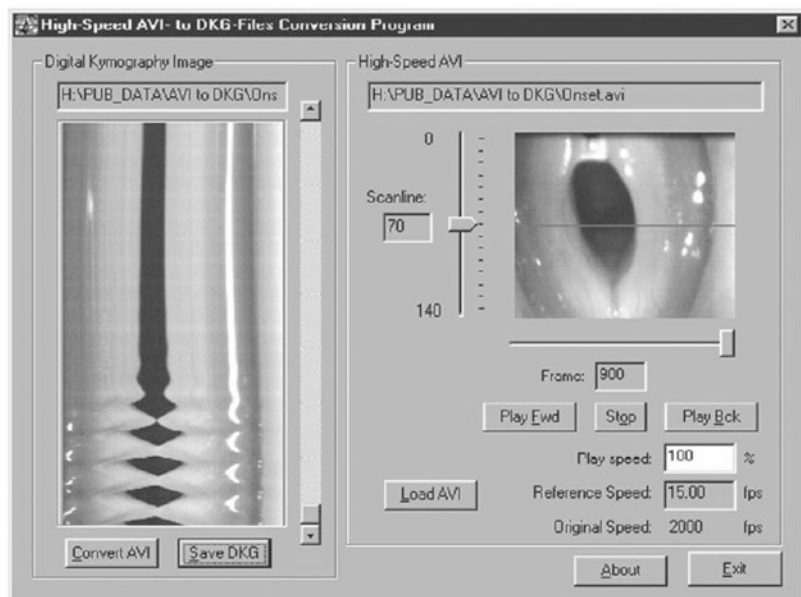 High-Speed AVI- to DKG-Files Conversion Program
Digital Kymography Image
H:\PUB_DATA\AVI to DKG\Ons
Convert AVI
Save DKG
High-Speed AVI
H:\PUB_DATA\AVI to DKG\Onset.avi
0
Scanline:
70
140
Frame: 900
Play Fwd Stop Play Bck
Play speed: 100 %
Load AVI
Reference Speed: 15.00 fps
Original Speed: 2000 fps
About Exit